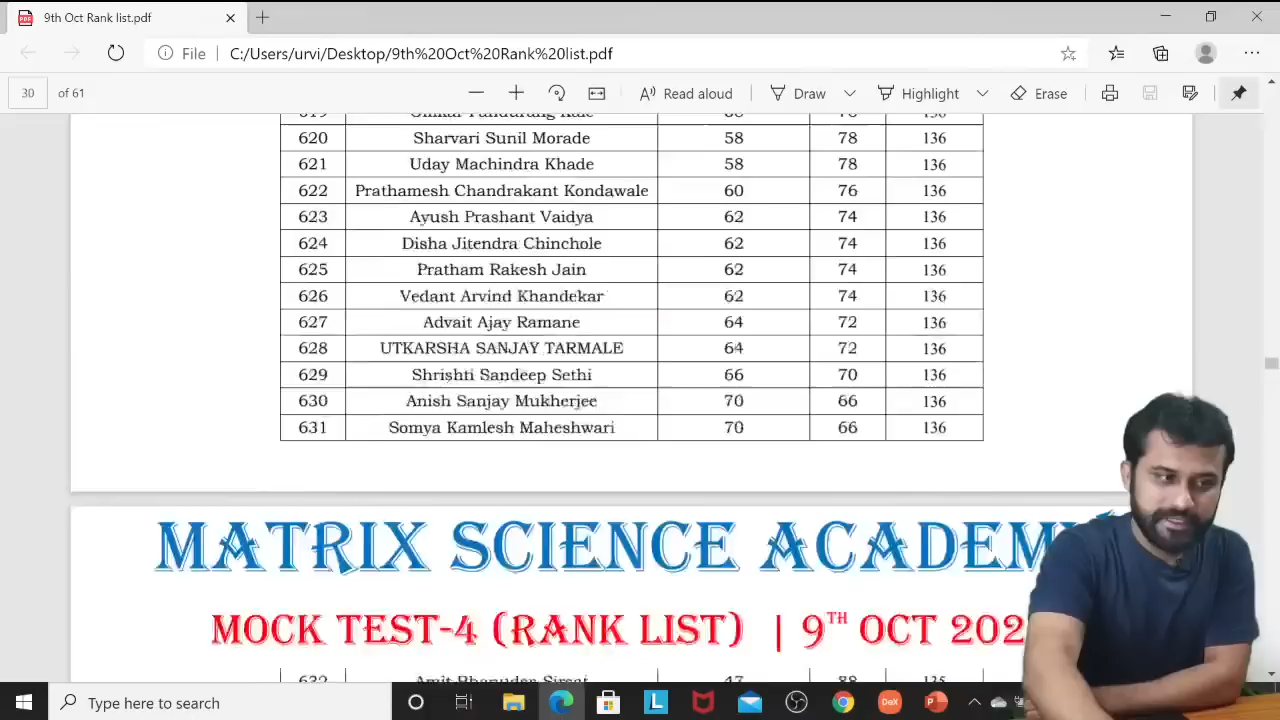 9th Oct Rank list.pdf
File C:/Users/urvi/Desktop/9th%20Oct%20Rank%20list.pdf
30 of 61 Read aloud Draw Highlight Erase
619 136
620 Sharvari Sunil Morade 58 78 136
621 Uday Machindra Khade 58 78 136
622 Prathamesh Chandrakant Kondawale 60 76 136
623 Ayush Prashant Vaidya 62 74 136
624 Disha Jitendra Chinchole 62 74 136
625 Pratham Rakesh Jain 62 74 136
626 Vedant Arvind Khandekar 62 74 136
627 Advait Ajay Ramane 64 72 136
628 UTKARSHA SANJAY TARMALE 64 72 136
629 Shrishti Sandeep Sethi 66 70 136
630 Anish Sanjay Mukherjee 70 66 136
631 Somya Kamlesh Maheshwari 70 66 136
MATRIX SCIENCE
MOCK TEST-4 (RANK LIST) | 9TH OCT
632 47 88 135
Type here to search